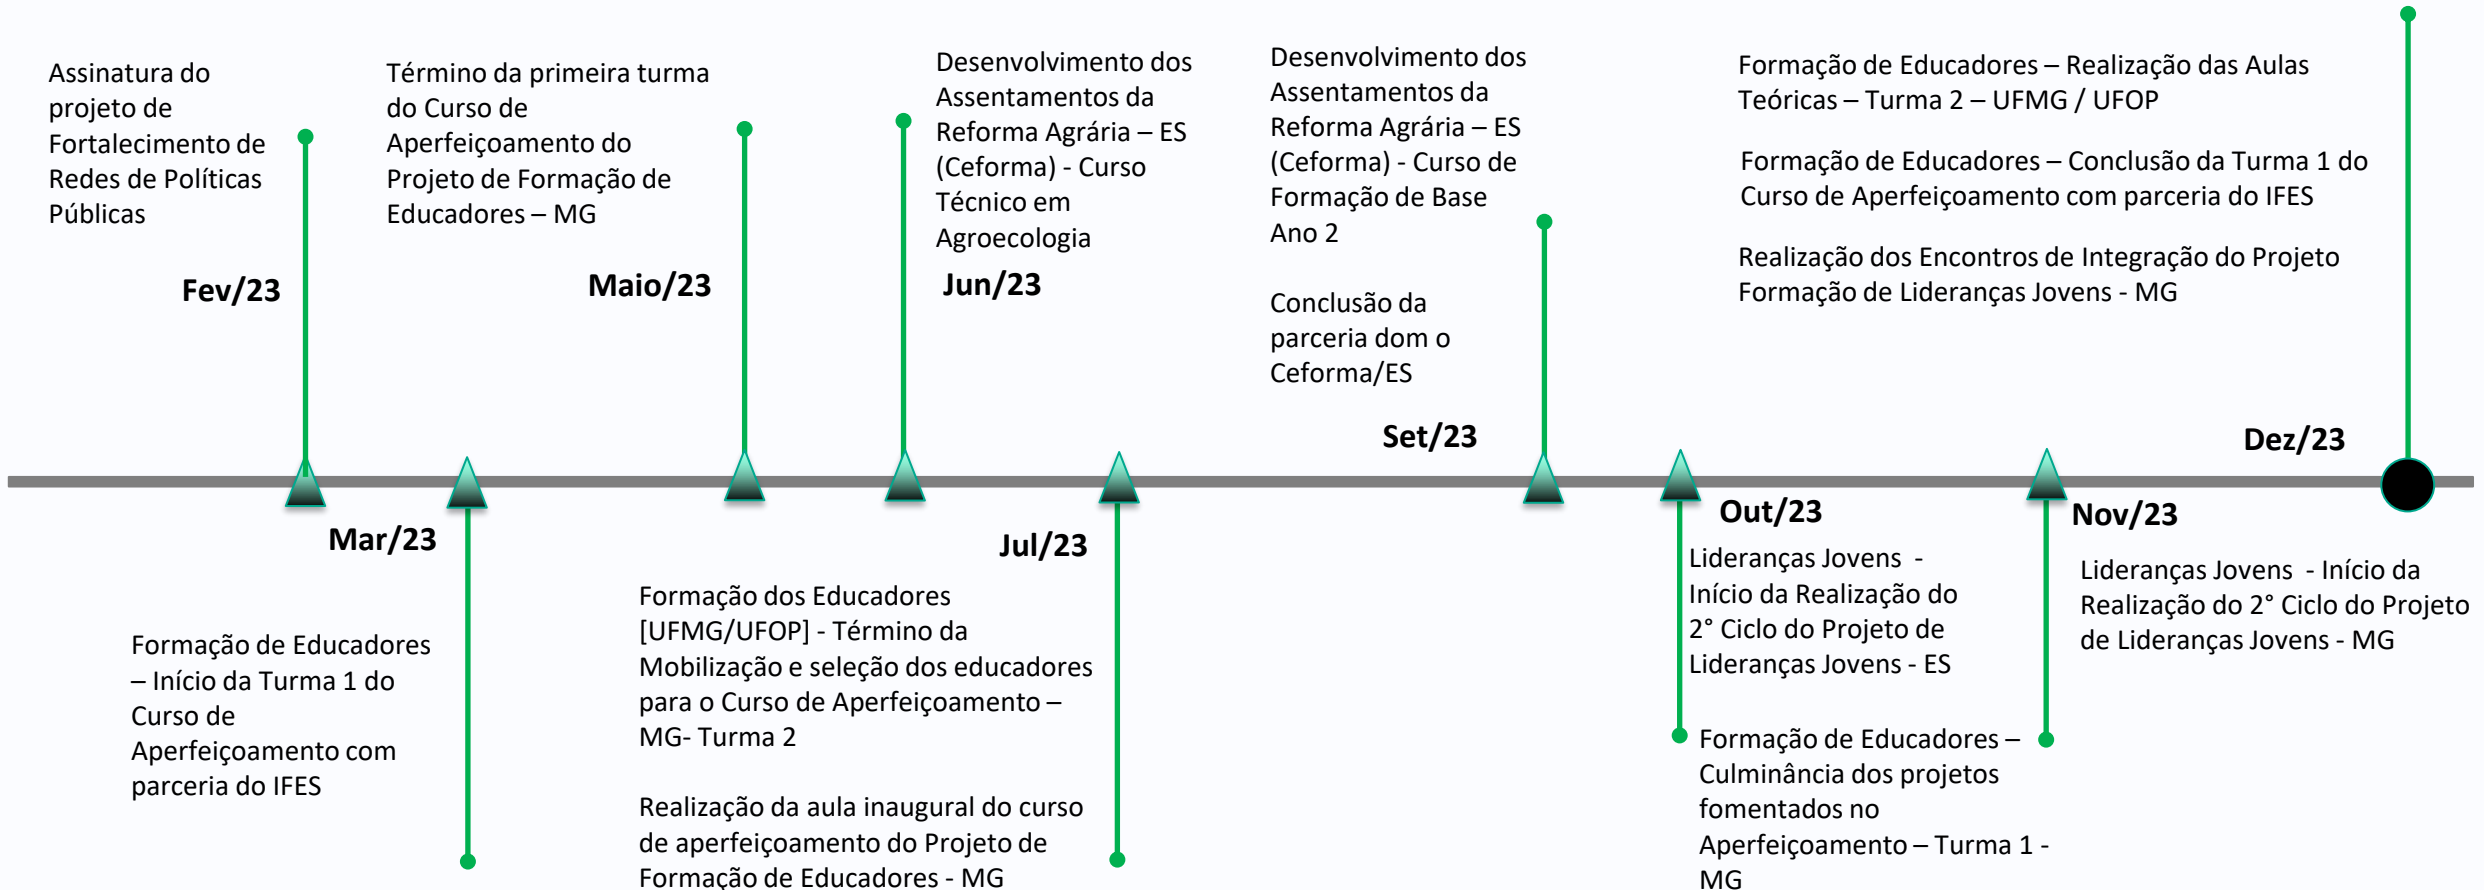 Assinatura do
projeto de
Fortalecimento de
Redes de Políticas
Públicas
Fev/23
Término da primeira turma
do Curso de
Aperfeiçoamento do
Projeto de Formação de
Educadores – MG
Maio/23
Desenvolvimento dos
Assentamentos da
Reforma Agrária – ES
(Ceforma) - Curso
Técnico em
Agroecologia
Jun/23
Desenvolvimento dos
Assentamentos da
Reforma Agrária – ES
(Ceforma) - Curso de
Formação de Base
Ano 2
Conclusão da
parceria dom o
Ceforma/ES
Set/23
Formação de Educadores – Realização das Aulas
Teóricas – Turma 2 – UFMG / UFOP
Formação de Educadores – Conclusão da Turma 1 do
Curso de Aperfeiçoamento com parceria do IFES
Realização dos Encontros de Integração do Projeto
Formação de Lideranças Jovens - MG
Dez/23
Mar/23
Formação de Educadores
– Início da Turma 1 do
Curso de
Aperfeiçoamento com
parceria do IFES
Jul/23
Formação dos Educadores
[UFMG/UFOP] - Término da
Mobilização e seleção dos educadores
para o Curso de Aperfeiçoamento –
MG- Turma 2
Realização da aula inaugural do curso
de aperfeiçoamento do Projeto de
Formação de Educadores - MG
Out/23
Lideranças Jovens  -
Início da Realização do
2° Ciclo do Projeto de
Lideranças Jovens - ES
Formação de Educadores –
Culminância dos projetos
fomentados no
Aperfeiçoamento – Turma 1 -
MG
Nov/23
Lideranças Jovens  - Início da
Realização do 2° Ciclo do Projeto
de Lideranças Jovens - MG